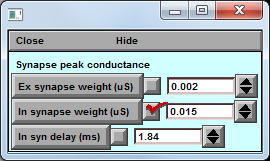 Close Hide
Synapse peak conductance
Ex synapse weight (uS) 0.002
In synapse weight (uS) 0.015
In syn delay (ms) 1.84